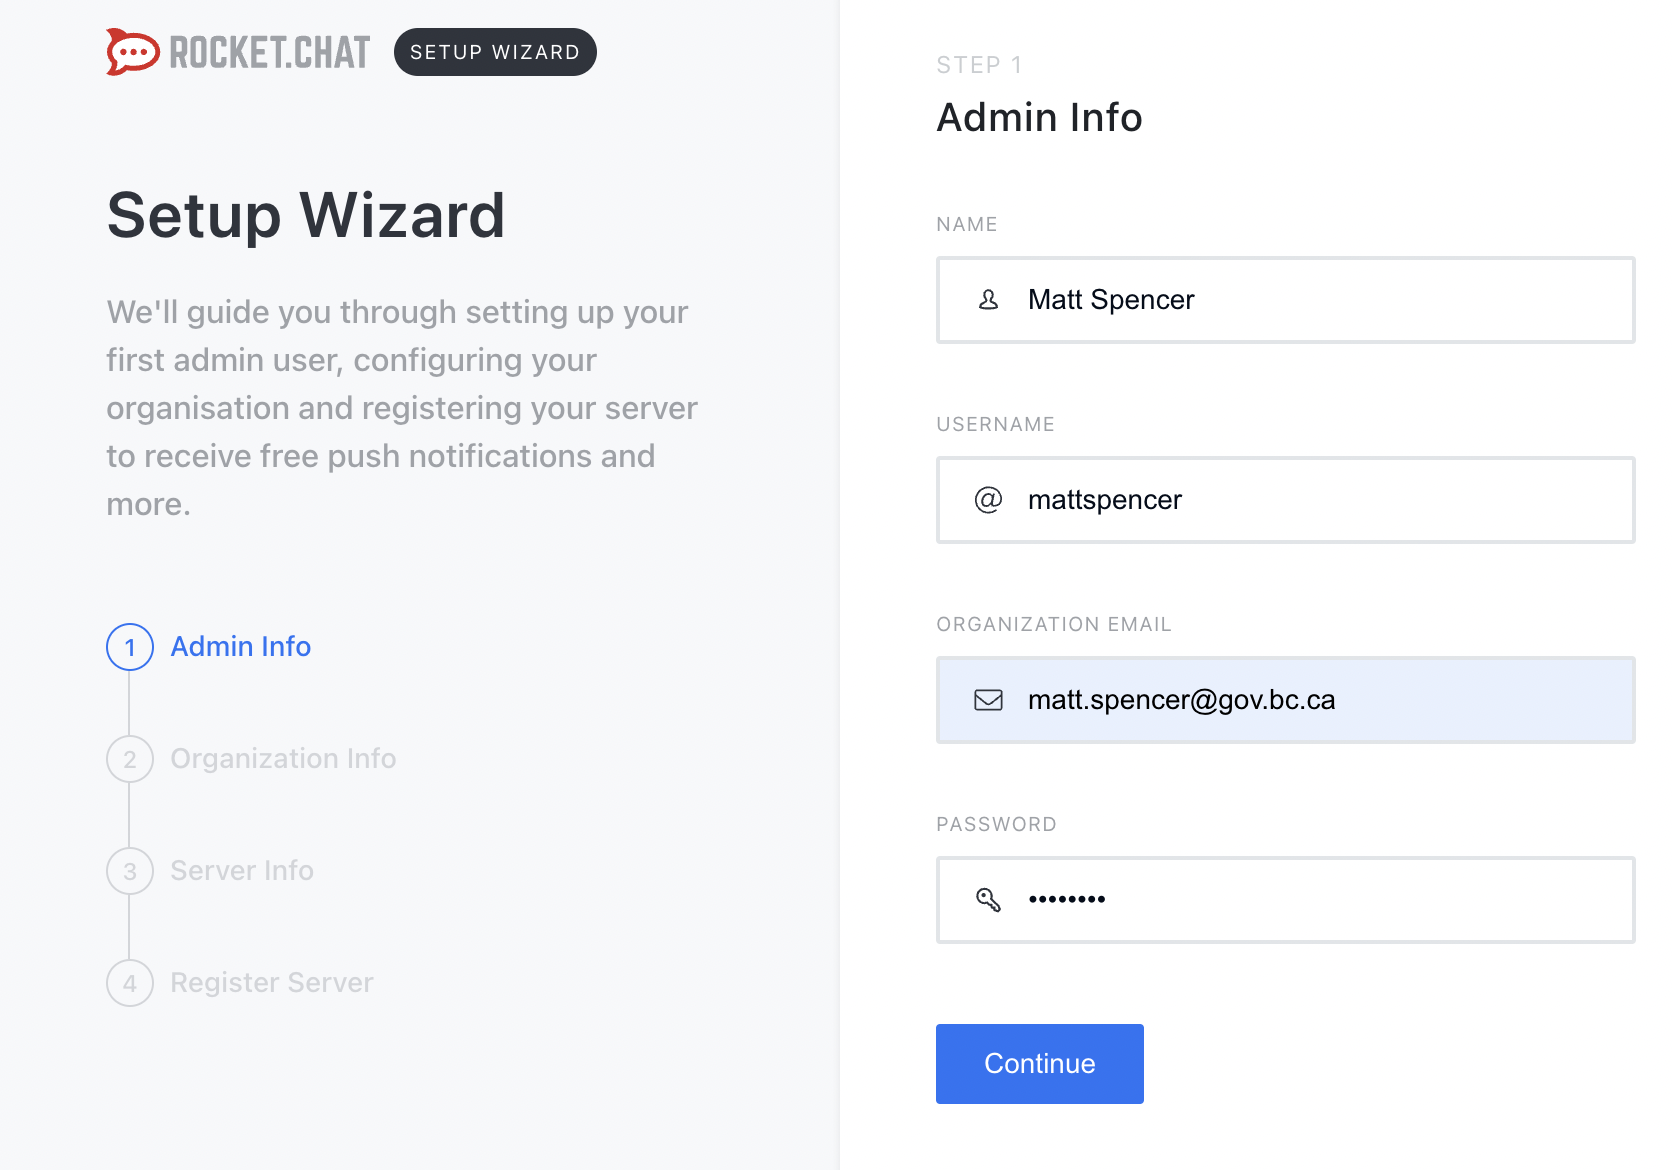 ROCKET.CHAT
SETUP WIZARD
Setup Wizard
We'll guide you through setting up your
first admin user, configuring your
organisation and registering your server
to receive free push notifications and
more.
1 Admin Info
2 Organization Info
3 Server Info
4 Register Server
STEP 1
Admin Info
NAME
Matt Spencer
USERNAME
@ mattspencer
ORGANIZATION EMAIL
matt.spencer@gov.bc.ca
PASSWORD
••••••••
Continue